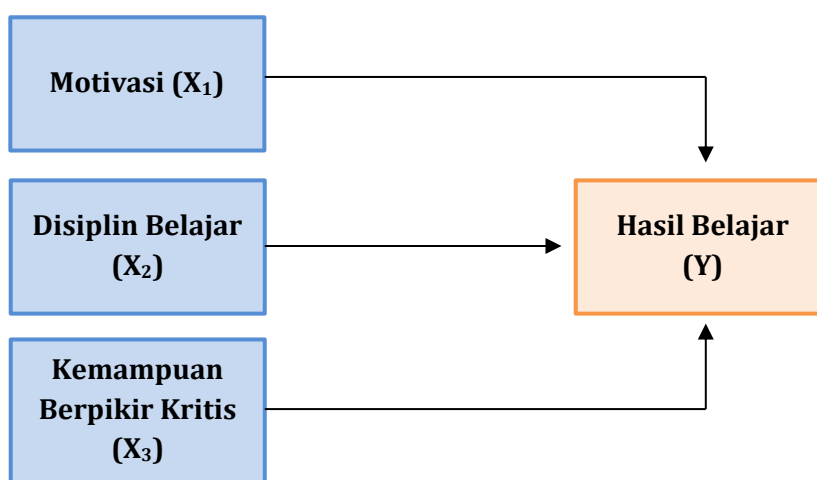 Motivasi (X₁)
Disiplin Belajar
(X₂)
Hasil Belajar
(Y)
Kemampuan
Berpikir Kritis
(X₃)